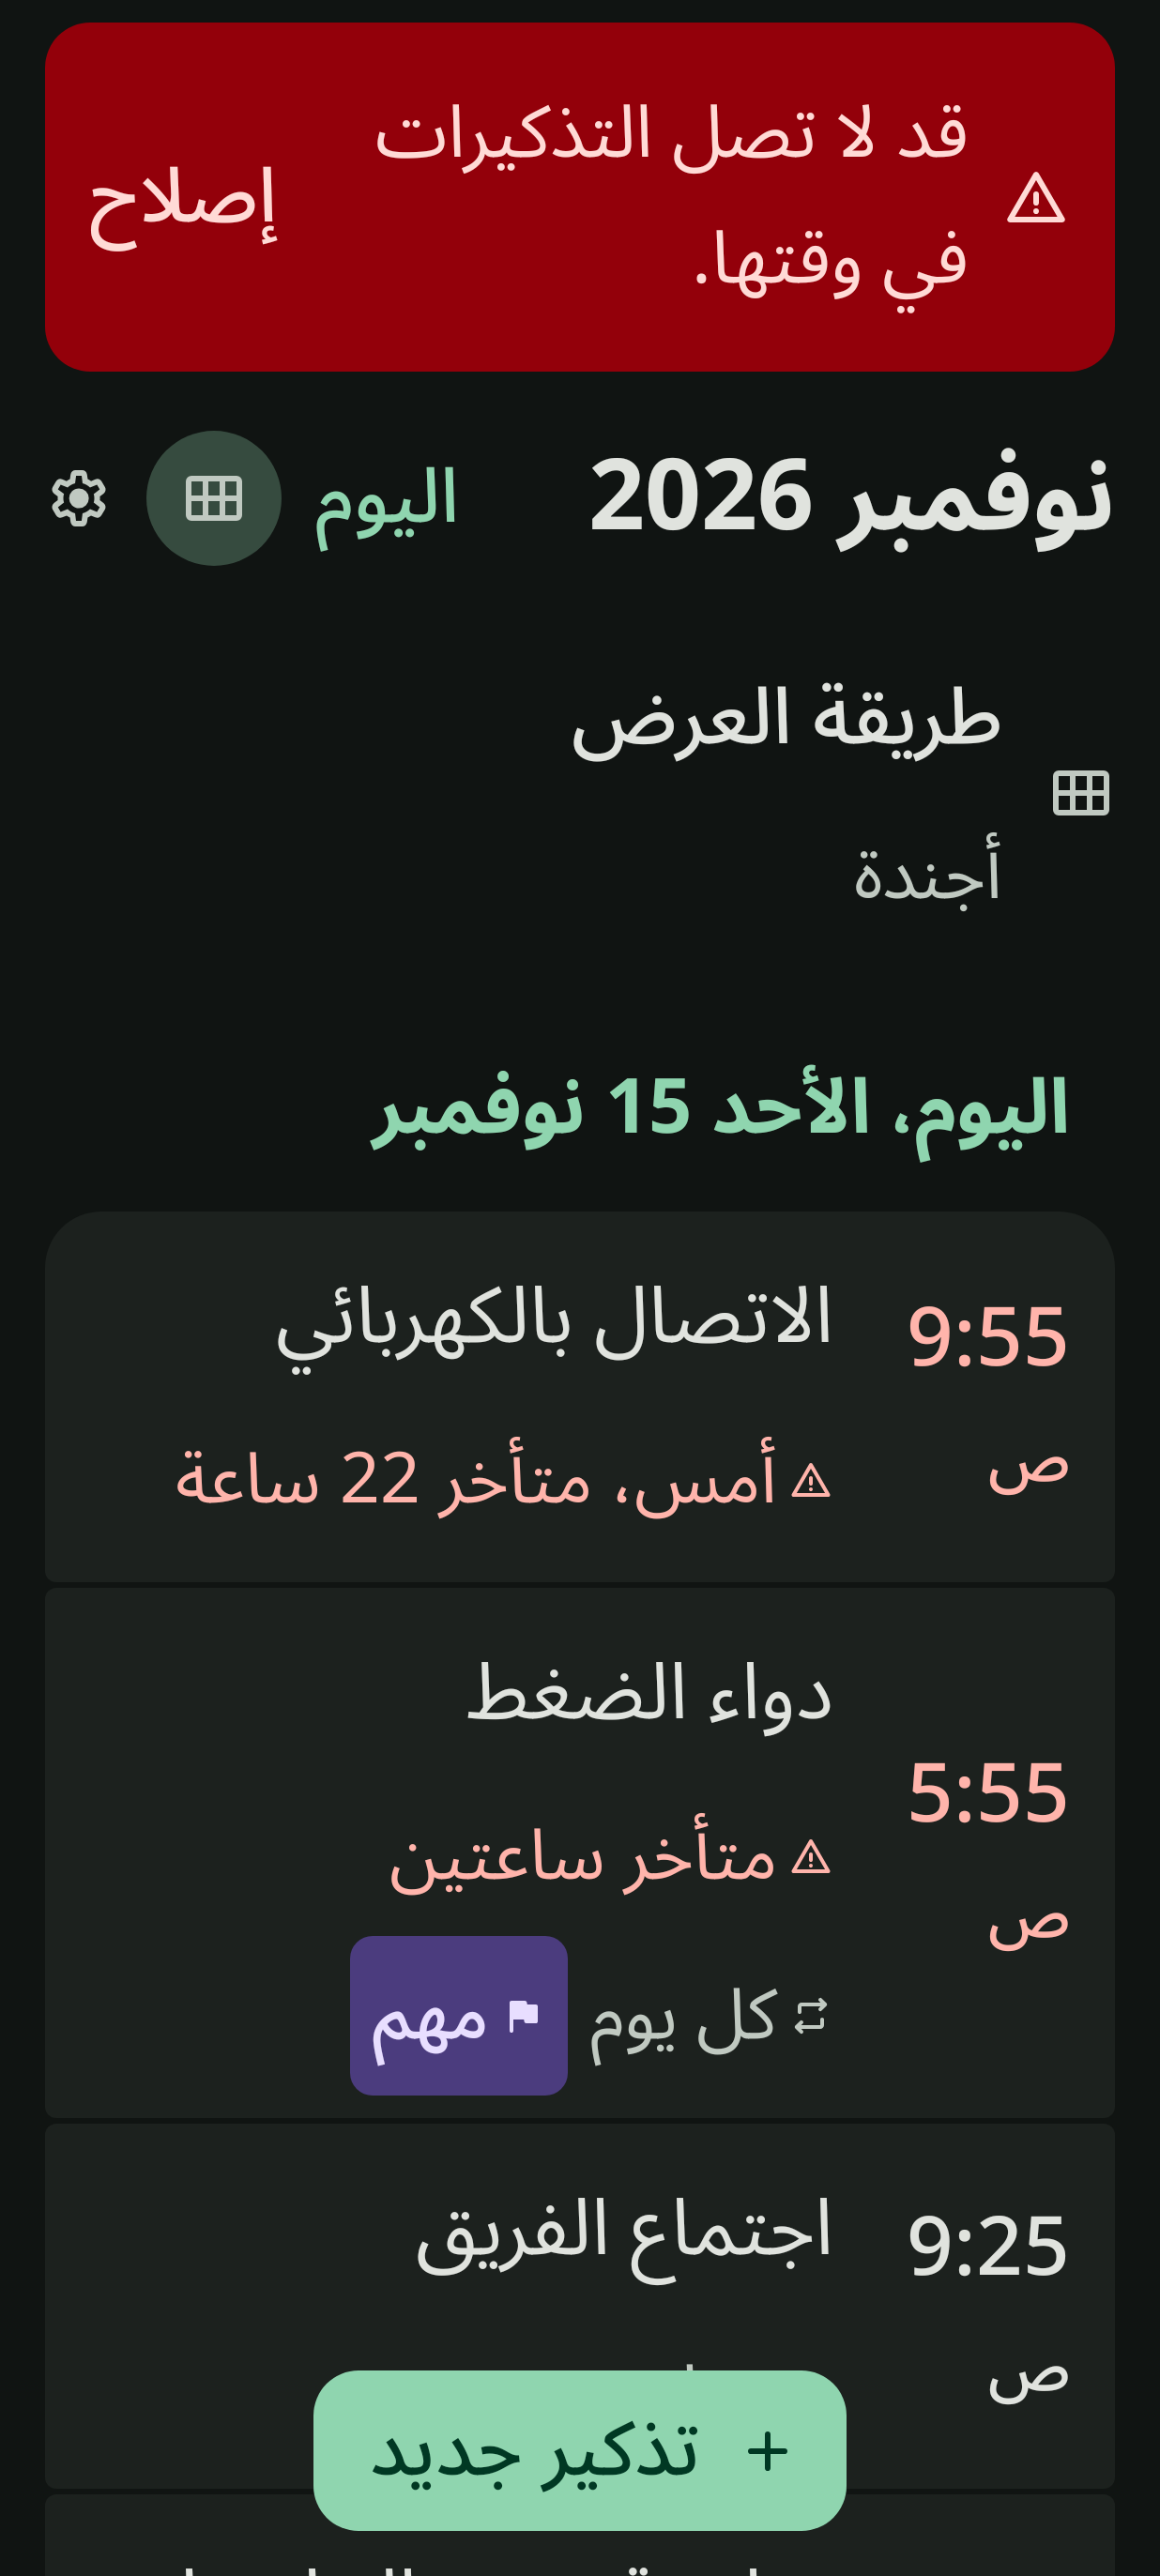 قد لا تصل التذكيرات
في وقتها.
إصلاح
نوفمبر 2026
اليوم
طريقة العرض
أجندة
اليوم، الأحد 15 نوفمبر
9:55
ص
الاتصال بالكهربائي
أمس، متأخر 22 ساعة
5:55
ص
دواء الضغط
متأخر ساعتين
كل يوم
مهم
9:25
ص
اجتماع الفريق
تذكير جديد